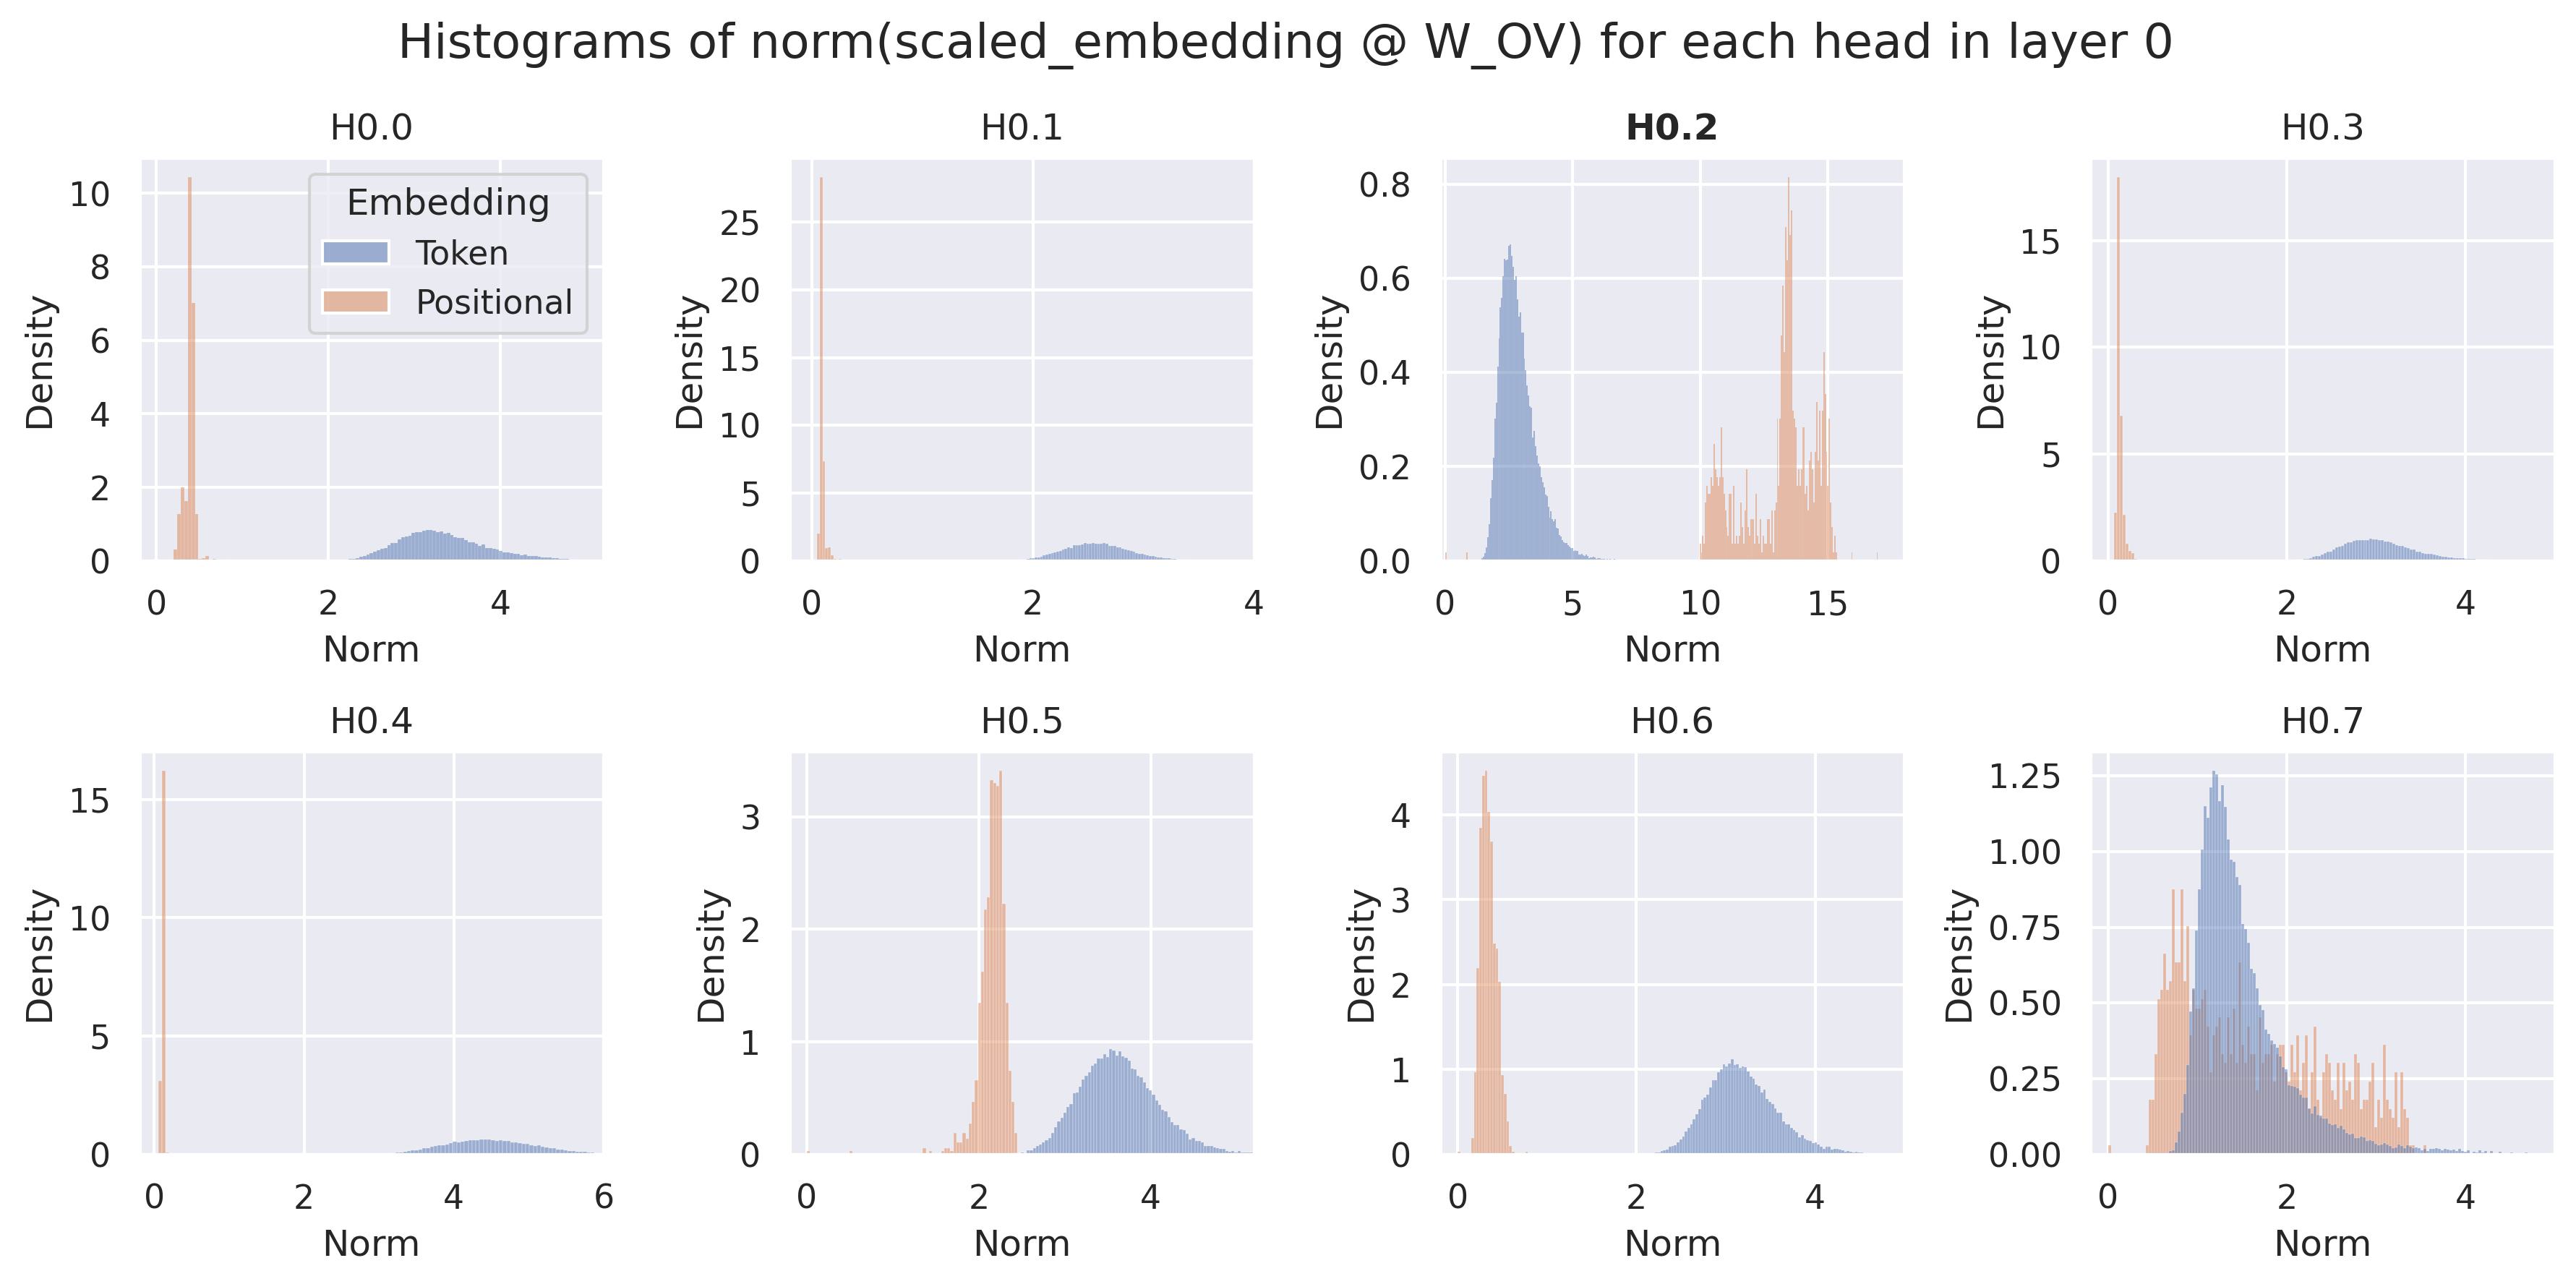 Histograms of norm(scaled_embedding @ W_OV) for each head in layer 0
H0.0
10
8
6
4
2
0
0 2 4
Density
Norm
Embedding
Token
Positional
H0.1
25
20
15
10
5
0
0 2 4
Density
Norm
H0.2
0.8
0.6
0.4
0.2
0.0
0 5 10 15
Density
Norm
H0.3
15
10
5
0
0 2 4
Density
Norm
H0.4
15
10
5
0
0 2 4 6
Density
Norm
H0.5
3
2
1
0
0 2 4
Density
Norm
H0.6
4
3
2
1
0
0 2 4
Density
Norm
H0.7
1.25
1.00
0.75
0.50
0.25
0.00
0 2 4
Density
Norm